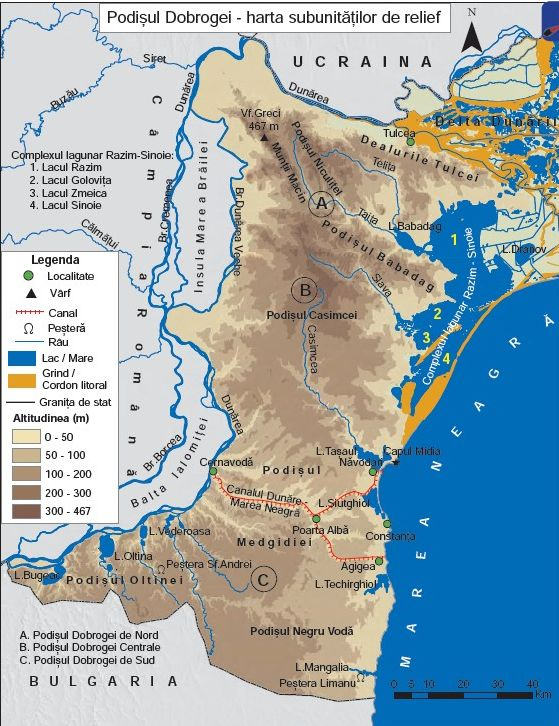 Podișul Dobrogei - harta subunităților de relief
N
UCRAINA
Siret
Dunărea
Dunărea
Buzău
Vf.Greci
467 m
Tulcea
Delta Dunării
Dealurile Tulcei
Podișul Niculițel
Munții Măcin
Telița
Taița
A
Câmpia Română
Complexul lagunar Razim-Sinoie:
1. Lacul Razim
2. Lacul Golovița
3. Lacul Zmeica
4. Lacul Sinoie
Călmățui
Br.Cremenea
Insula Mare a Brăilei
Br.Dunărea Veche
L.Babadag
Podișul Babadag
1
L.Dranov
Slava
2
3
4
Complexul lagunar Razim - Sinoie
B
Podișul Casimcei
Casimcea
Legenda
Localitate
Vârf
Canal
Peșteră
Râu
Lac / Mare
Grind /
Cordon litoral
Granița de stat
Altitudinea (m)
0 - 50
50 - 100
100 - 200
200 - 300
300 - 467
Dunărea
Br.Borcea
Balta Ialomiței
L.Tașaul
Capul Midia
Cernavodă
Podișul
Năvodari
Canalul Dunăre
Marea Neagră
L.Siutghiol
Poarta Albă
Medgidiei
Constanța
L.Vederoasa
L.Oltina
Peștera Sf.Andrei
Agigea
L.Bugeac
Podișul Oltinei
C
L.Techirghiol
Podișul Negru Vodă
MAREA NEAGRĂ
A. Podișul Dobrogei de Nord
B. Podișul Dobrogei Centrale
C. Podișul Dobrogei de Sud
L.Mangalia
Peștera Limanu
BULGARIA
0 5 10 20 30 40
Km